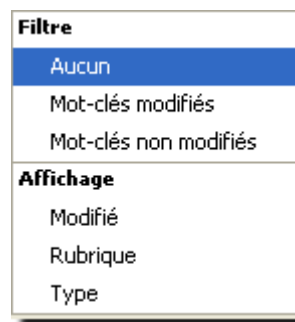 Filtre
Aucun
Mot-clés modifiés
Mot-clés non modifiés
Affichage
Modifié
Rubrique
Type